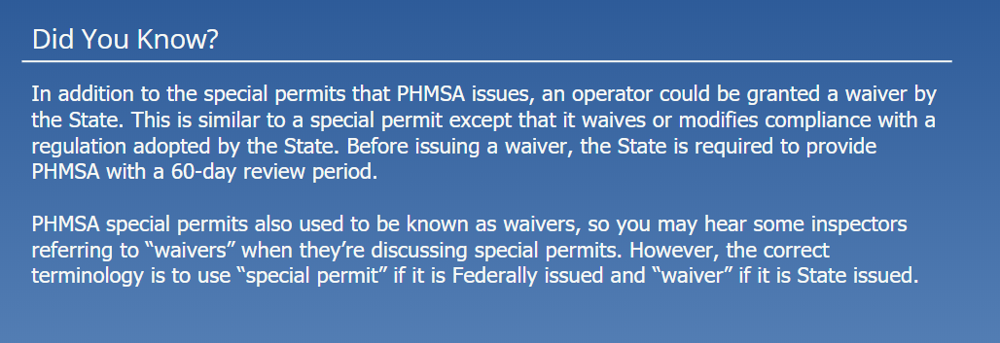 Did You Know?
In addition to the special permits that PHMSA issues, an operator could be granted a waiver by
the State. This is similar to a special permit except that it waives or modifies compliance with a
regulation adopted by the State. Before issuing a waiver, the State is required to provide
PHMSA with a 60-day review period.
PHMSA special permits also used to be known as waivers, so you may hear some inspectors
referring to “waivers” when they’re discussing special permits. However, the correct
terminology is to use “special permit” if it is Federally issued and “waiver” if it is State issued.